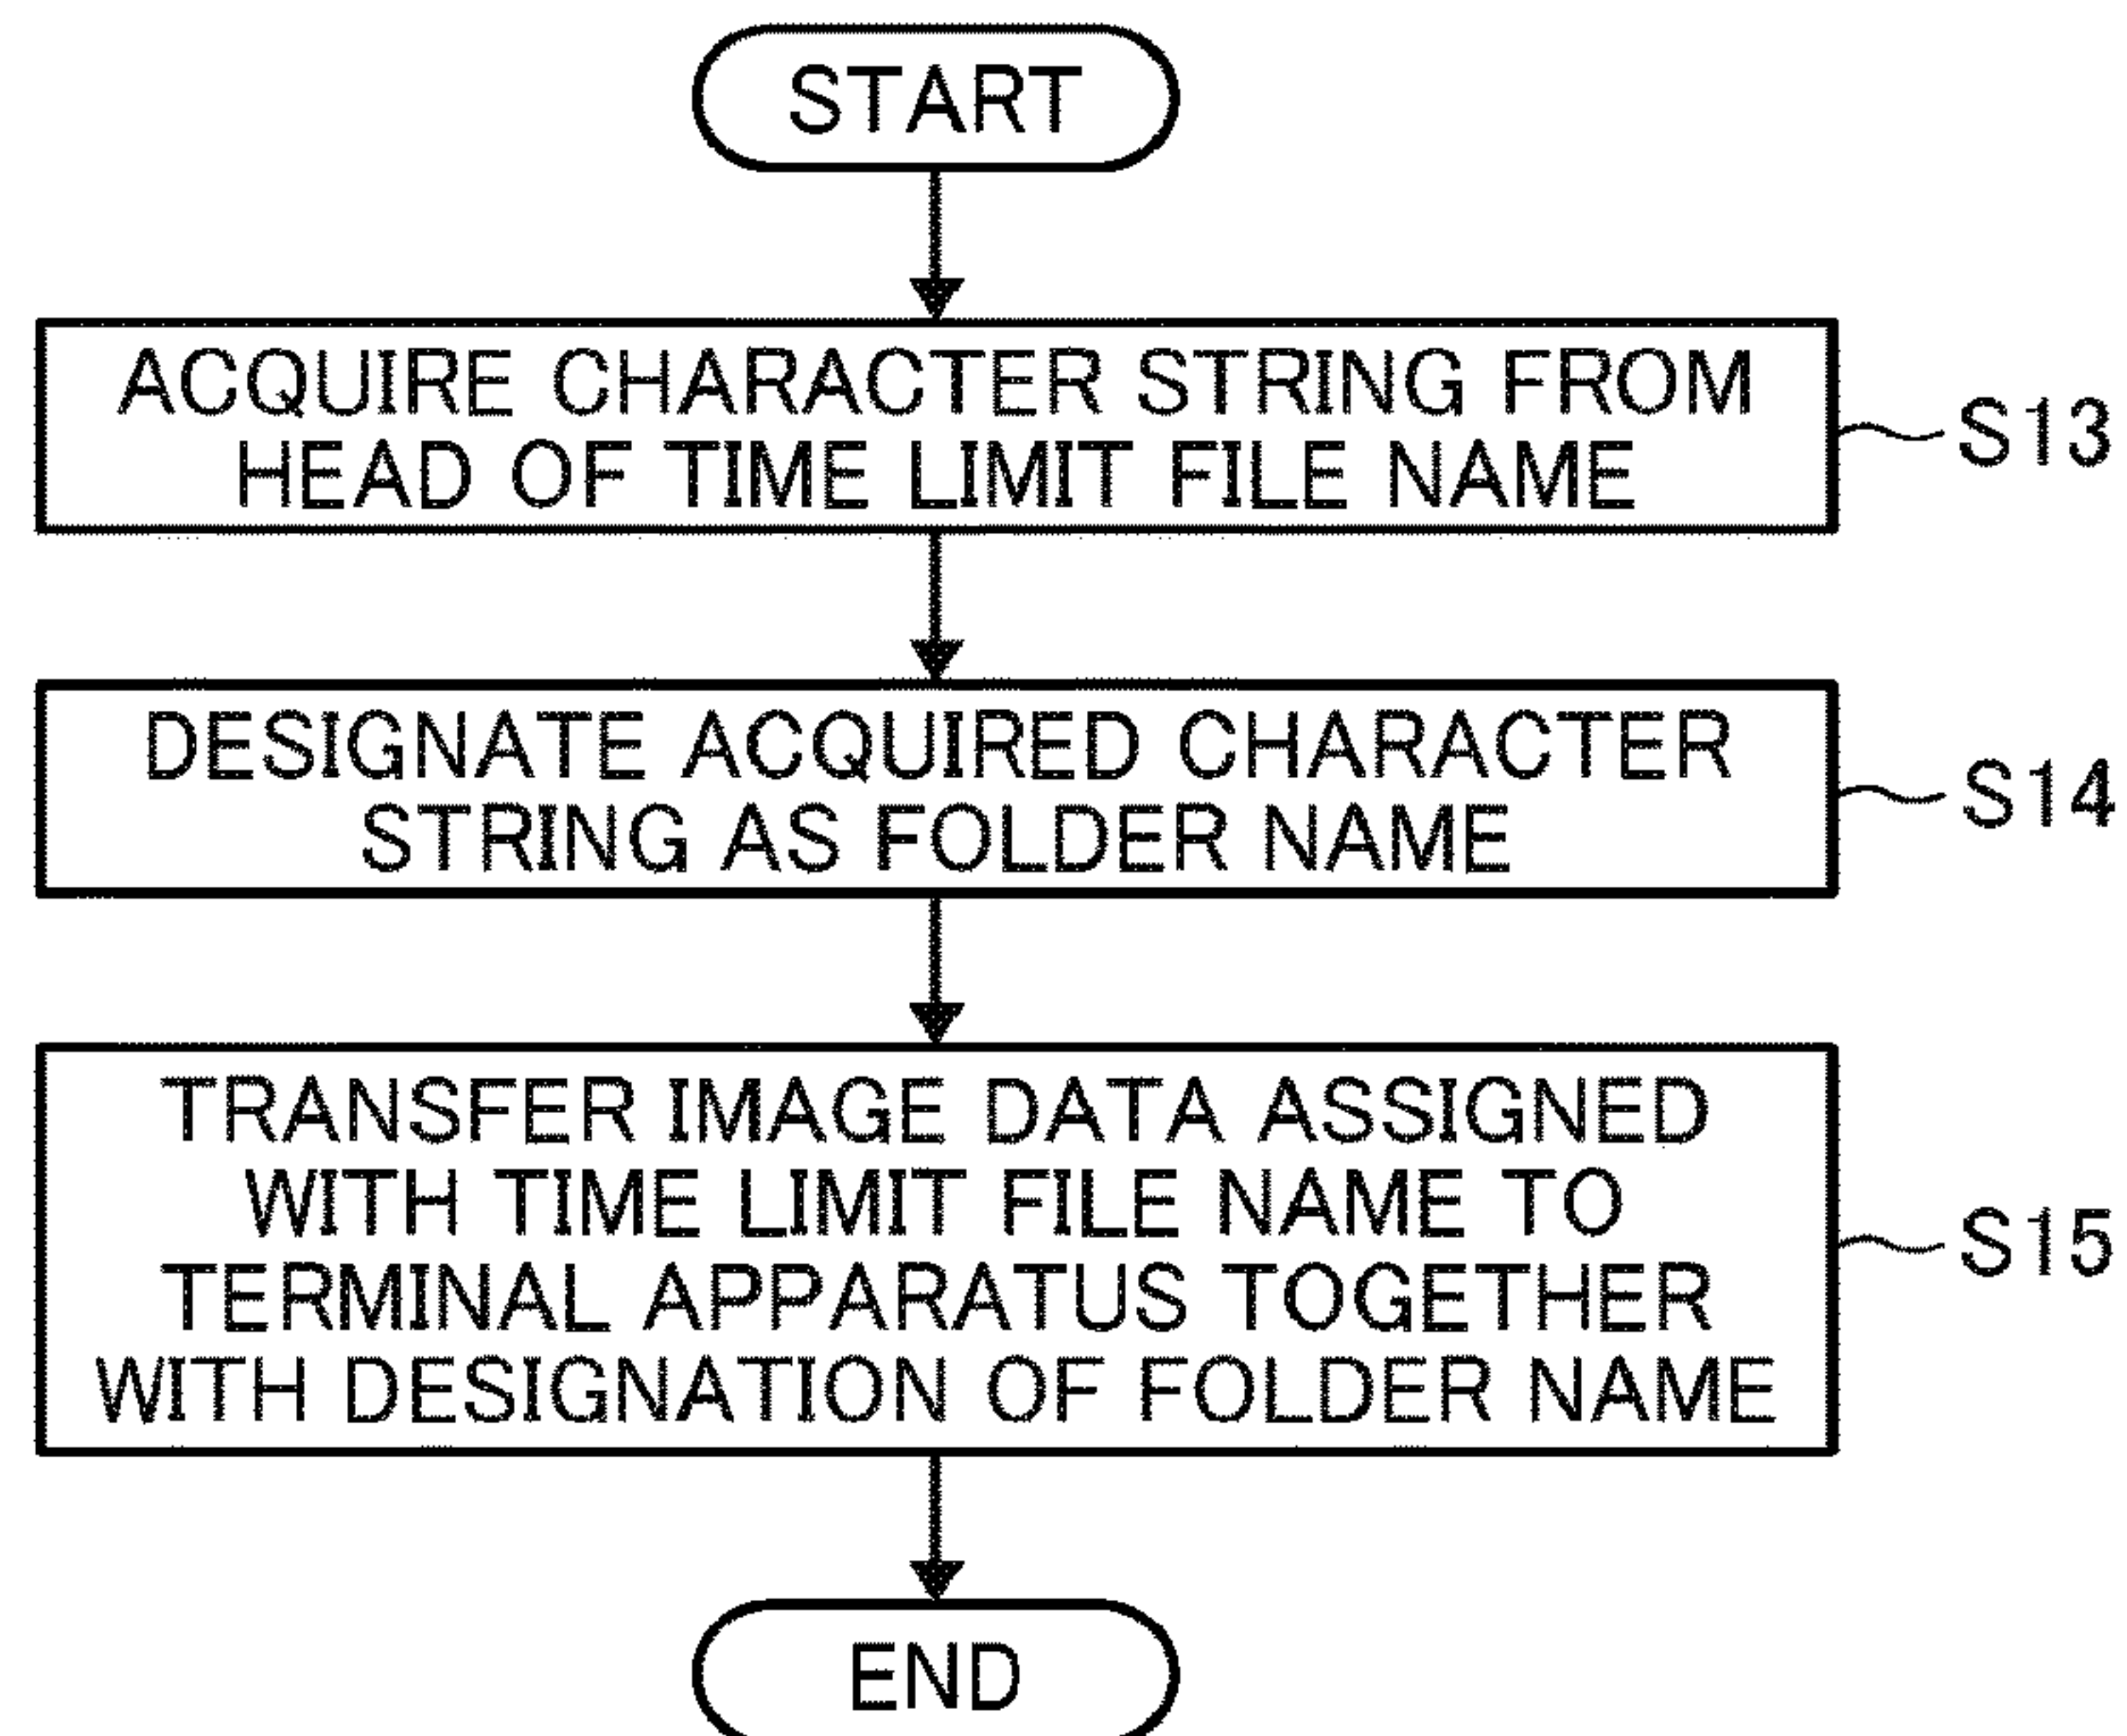 START
ACQUIRE CHARACTER STRING FROM
HEAD OF TIME LIMIT FILE NAME
S13
DESIGNATE ACQUIRED CHARACTER
STRING AS FOLDER NAME
S14
TRANSFER IMAGE DATA ASSIGNED
WITH TIME LIMIT FILE NAME TO
TERMINAL APPARATUS TOGETHER
WITH DESIGNATION OF FOLDER NAME
S15
END